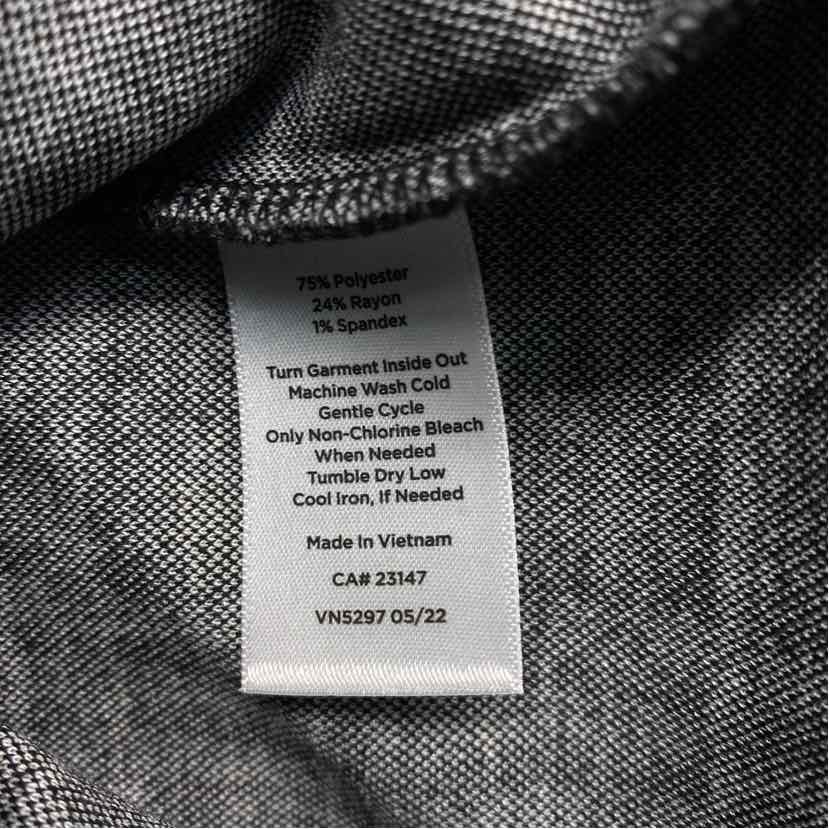 75% Polyester
24% Rayon
1% Spandex
Turn Garment Inside Out
Machine Wash Cold
Gentle Cycle
Only Non-Chlorine Bleach
When Needed
Tumble Dry Low
Cool Iron, If Needed
Made In Vietnam
CA# 23147
VN5297 05/22